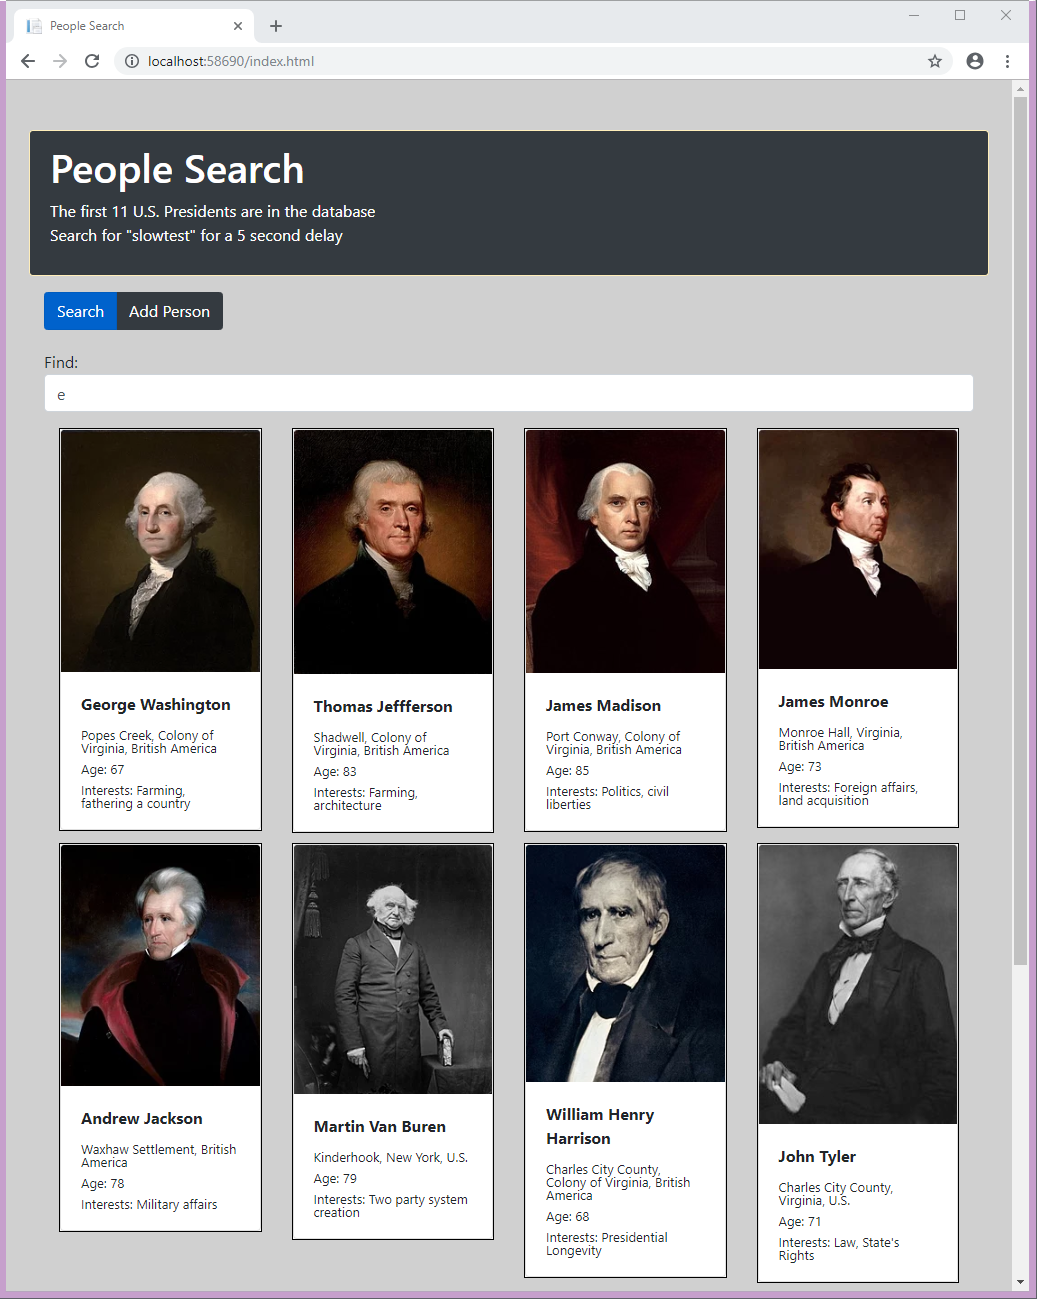 People Search
localhost:58690/index.html
People Search
The first 11 U.S. Presidents are in the database
Search for "slowtest" for a 5 second delay
Search
Add Person
Find:
e
George Washington
Popes Creek, Colony of
Virginia, British America
Age: 67
Interests: Farming,
fathering a country
Thomas Jeffferson
Shadwell, Colony of
Virginia, British America
Age: 83
Interests: Farming,
architecture
James Madison
Port Conway, Colony of
Virginia, British America
Age: 85
Interests: Politics, civil
liberties
James Monroe
Monroe Hall, Virginia,
British America
Age: 73
Interests: Foreign affairs,
land acquisition
Andrew Jackson
Waxhaw Settlement, British
America
Age: 78
Interests: Military affairs
Martin Van Buren
Kinderhook, New York, U.S.
Age: 79
Interests: Two party system
creation
William Henry
Harrison
Charles City County,
Colony of Virginia, British
America
Age: 68
Interests: Presidential
Longevity
John Tyler
Charles City County,
Virginia, U.S.
Age: 71
Interests: Law, State's
Rights